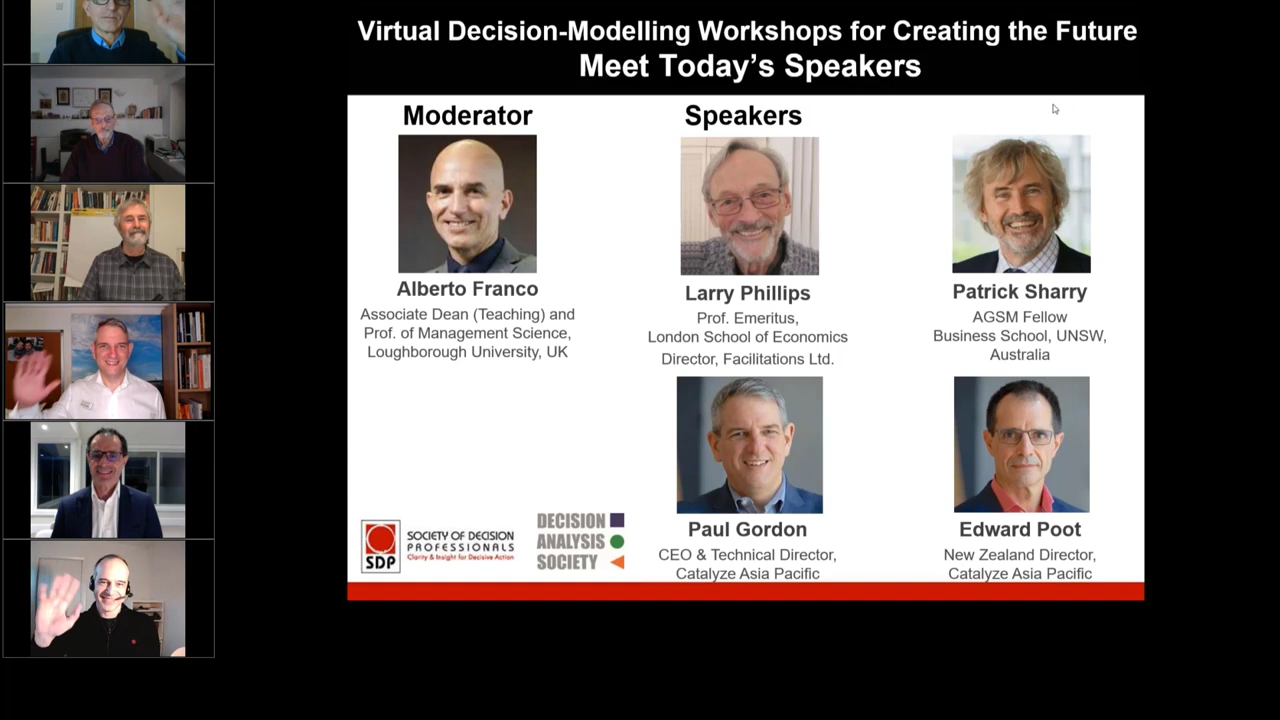 Virtual Decision-Modelling Workshops for Creating the Future
Meet Today's Speakers
Moderator
Alberto Franco
Associate Dean (Teaching) and
Prof. of Management Science,
Loughborough University, UK
Speakers
Larry Phillips
Prof. Emeritus,
London School of Economics
Director, Facilitations Ltd.
Patrick Sharry
AGSM Fellow
Business School, UNSW,
Australia
Paul Gordon
CEO & Technical Director,
Catalyze Asia Pacific
Edward Poot
New Zealand Director,
Catalyze Asia Pacific
SDP
SOCIETY OF DECISION
PROFESSIONALS
Clarity & Insight for Decisive Action
DECISION
ANALYSIS
SOCIETY